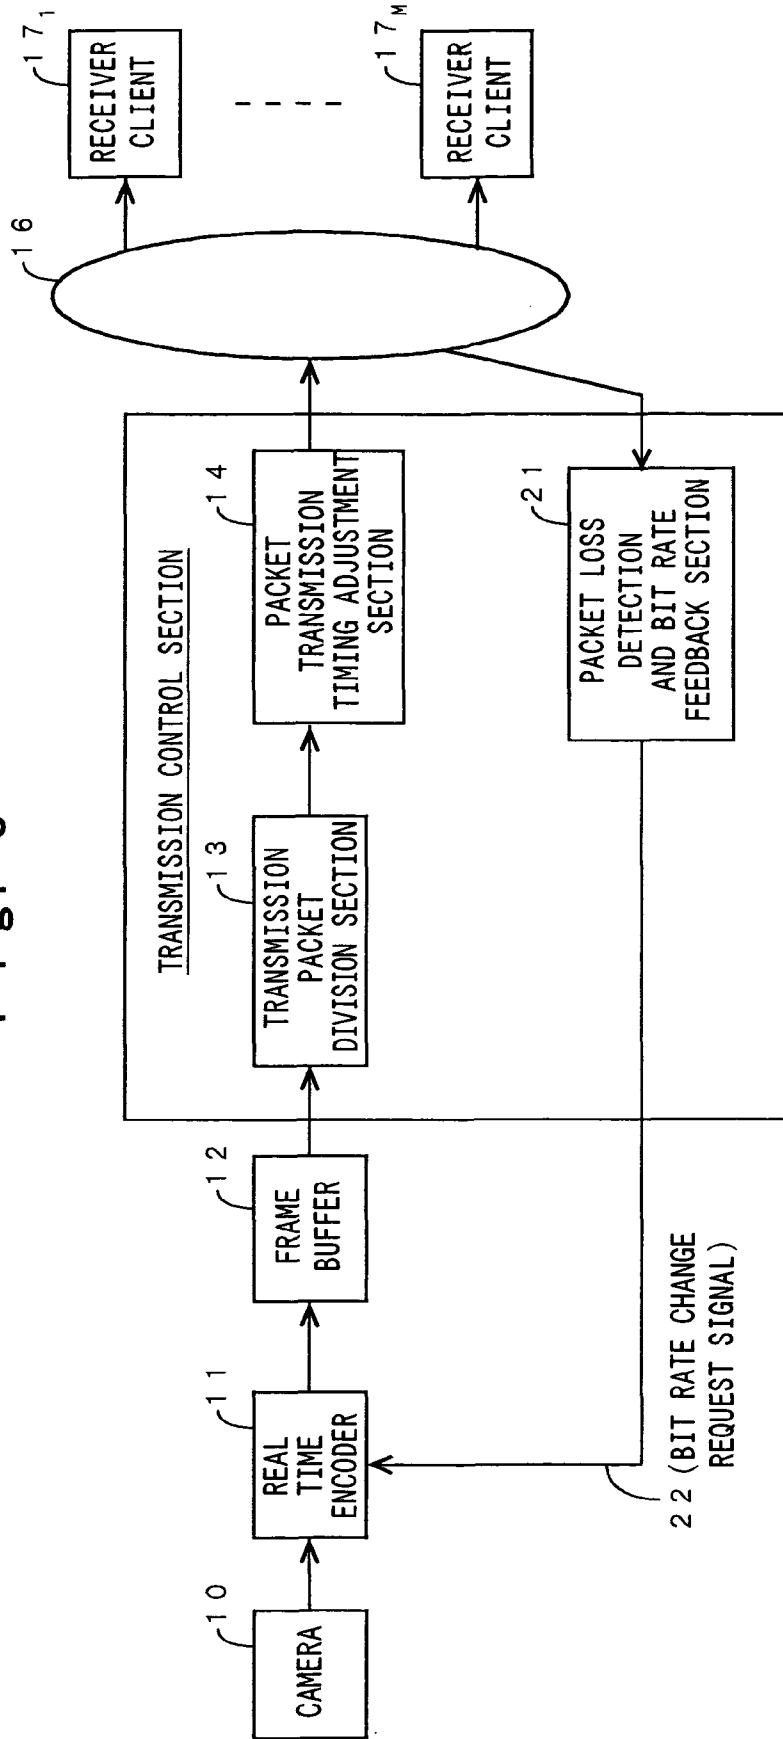 TRANSMISSION CONTROL SECTION
10
CAMERA
11
REAL
TIME
ENCODER
12
FRAME
BUFFER
13
TRANSMISSION
PACKET
DIVISION SECTION
14
PACKET
TRANSMISSION
TIMING ADJUSTMENT
SECTION
16
17₁
RECEIVER
CLIENT
17M
RECEIVER
CLIENT
21
PACKET LOSS
DETECTION
AND BIT RATE
FEEDBACK SECTION
22 (BIT RATE CHANGE
REQUEST SIGNAL)